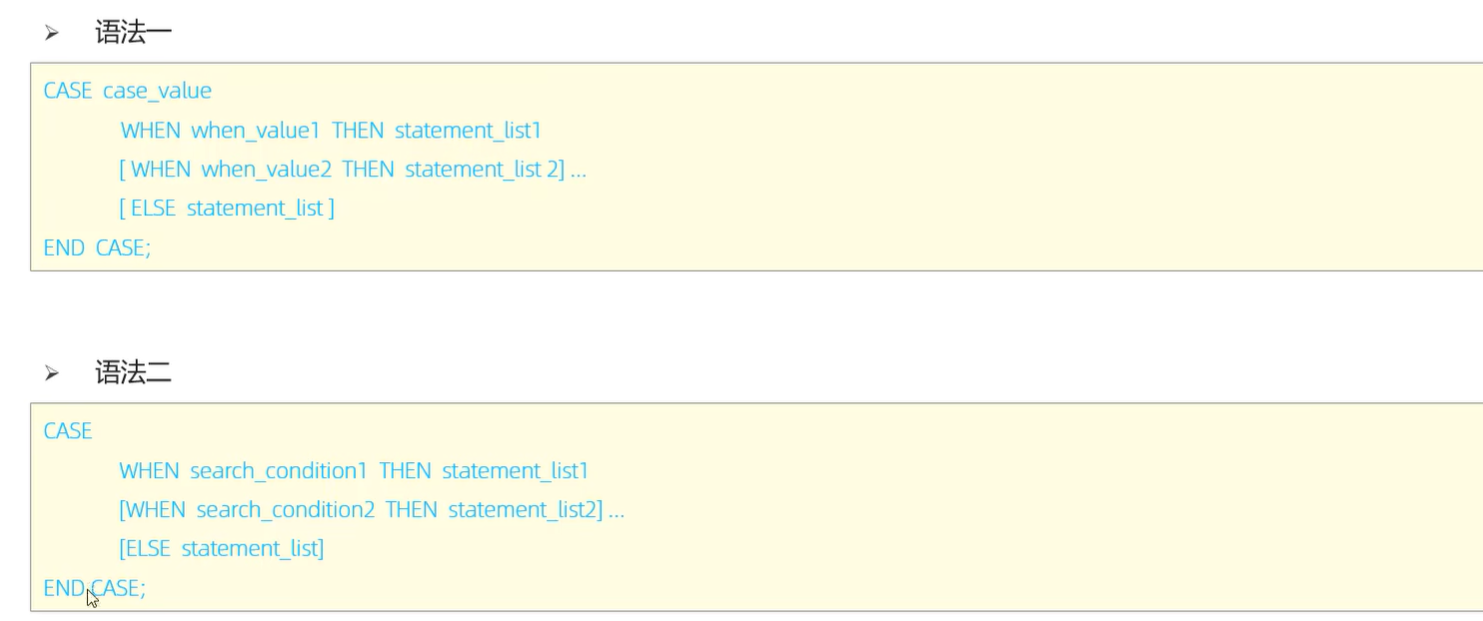 语法一
CASE case_value
WHEN when_value1 THEN statement_list1
[ WHEN when_value2 THEN statement_list 2] ...
[ ELSE statement_list ]
END CASE;
语法二
CASE
WHEN search_condition1 THEN statement_list1
[WHEN search_condition2 THEN statement_list2] ...
[ELSE statement_list]
END CASE;